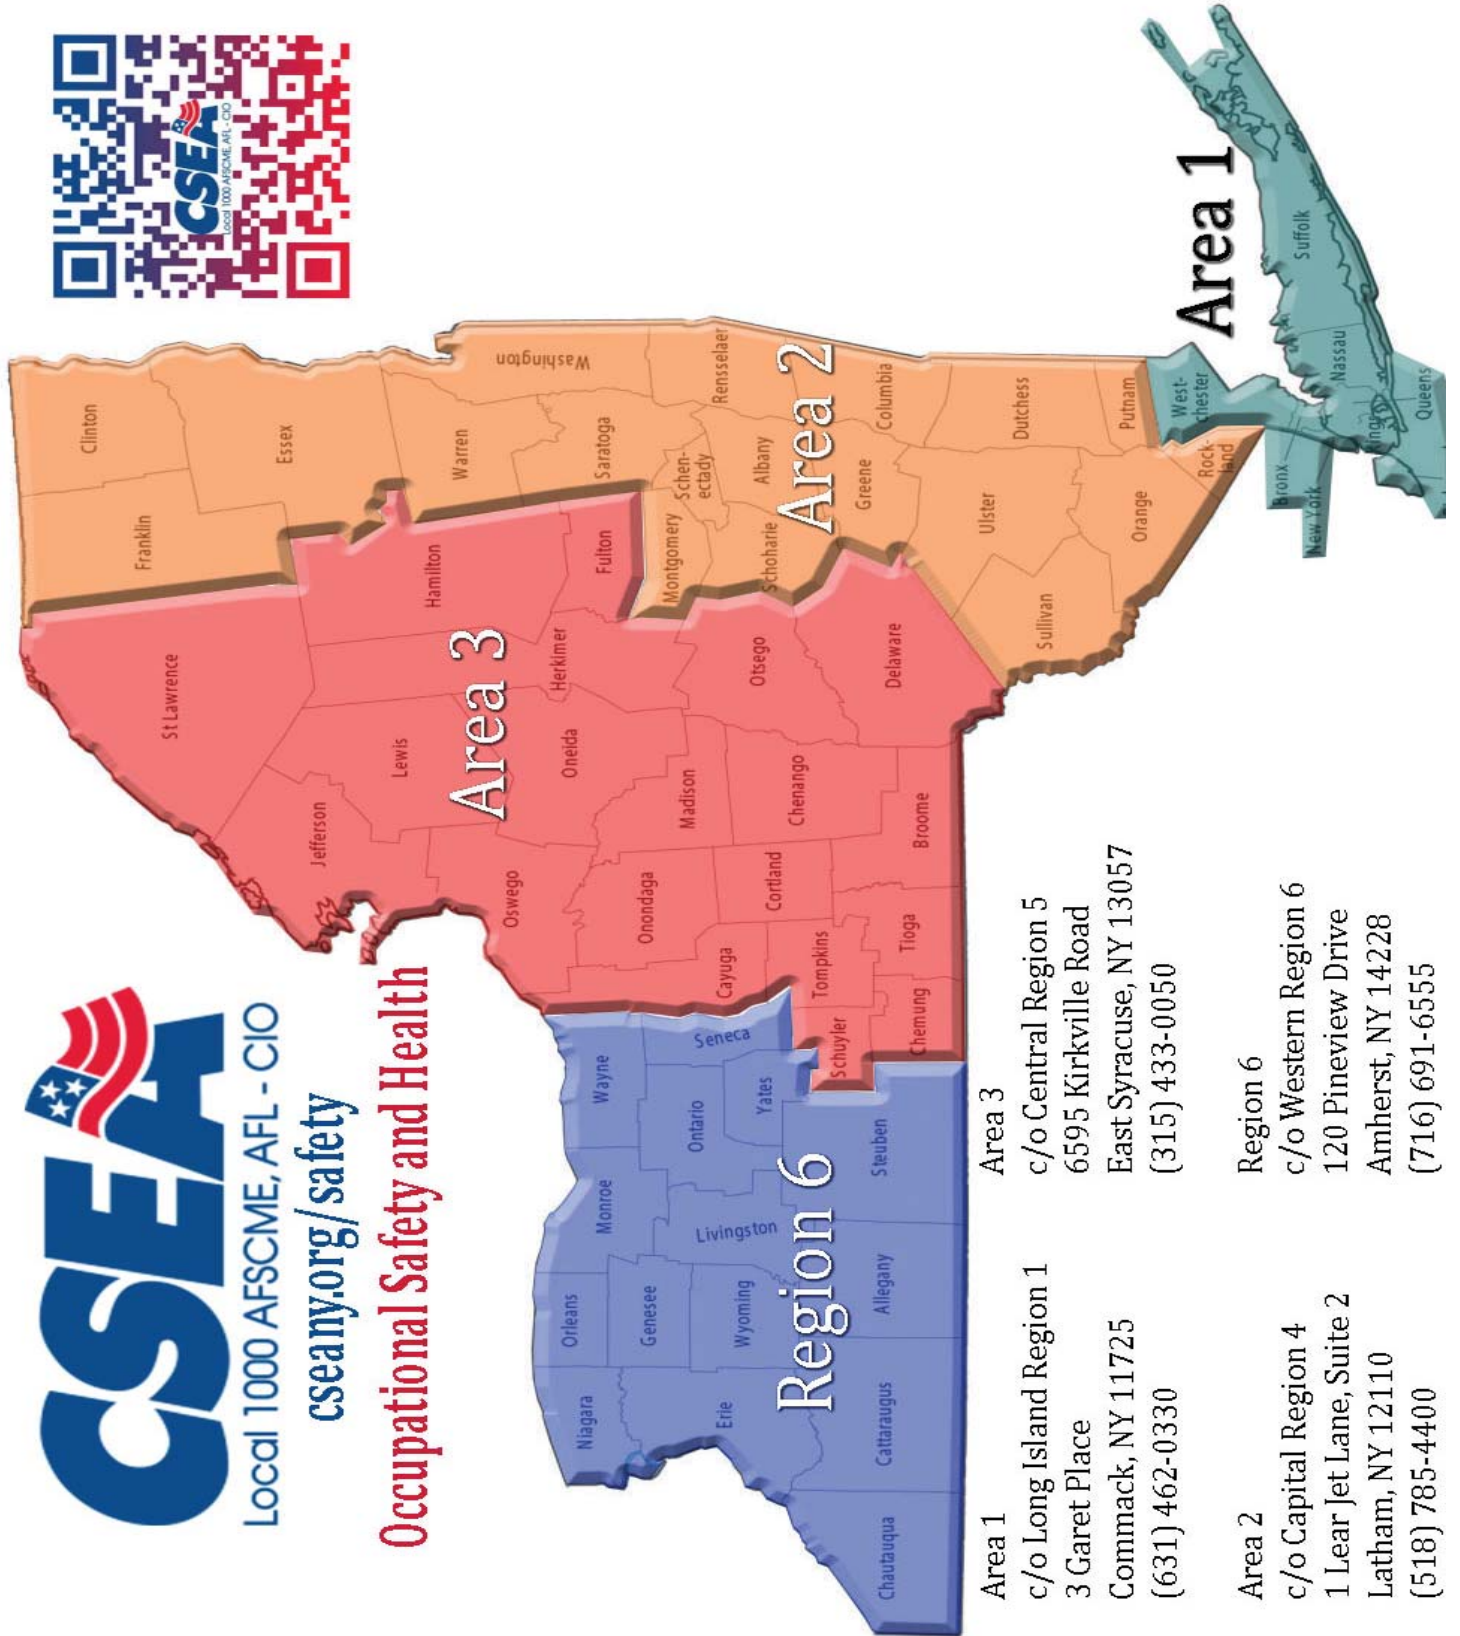 CSEA
Local 1000 AFSCME, AFL - CIO
cseany.org/safety
Occupational Safety and Health
CSEA
Local 1000 AFSCME, AFL - CIO
Clinton
Franklin
St Lawrence
Essex
Jefferson
Lewis
Hamilton
Warren
Washington
Area 3
Oswego
Oneida
Herkimer
Fulton
Saratoga
Niagara
Orleans
Monroe
Wayne
Genesee
Onondaga
Madison
Montgomery
Schen-
ectady
Rensselaer
Erie
Wyoming
Livingston
Ontario
Seneca
Yates
Cayuga
Cortland
Chenango
Otsego
Schoharie
Albany
Region 6
Area 2
Tompkins
Schuyler
Chautauqua
Cattaraugus
Allegany
Steuben
Chemung
Tioga
Broome
Delaware
Greene
Columbia
Ulster
Dutchess
Sullivan
Orange
Putnam
Rock-
land
West-
chester
Area 1
Bronx
New York
Suffolk
Nassau
Queens
Area 1
c/o Long Island Region 1
3 Garet Place
Commack, NY 11725
(631) 462-0330
Area 2
c/o Capital Region 4
1 Lear Jet Lane, Suite 2
Latham, NY 12110
(518) 785-4400
Area 3
c/o Central Region 5
6595 Kirkville Road
East Syracuse, NY 13057
(315) 433-0050
Region 6
c/o Western Region 6
120 Pineview Drive
Amherst, NY 14228
(716) 691-6555